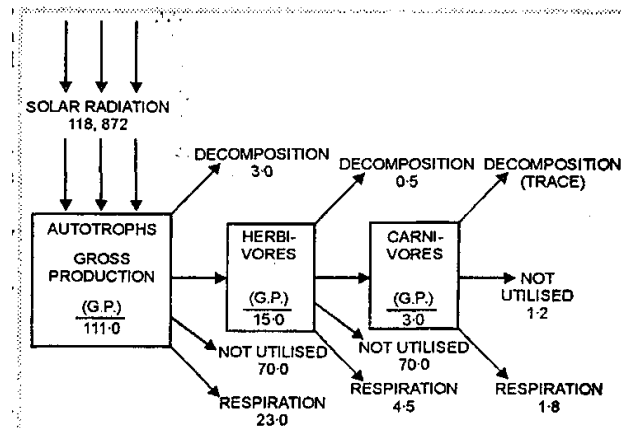 SOLAR RADIATION
118, 872
DECOMPOSITION
3·0
DECOMPOSITION
0·5
DECOMPOSITION
(TRACE)
AUTOTROPHS
GROSS
PRODUCTION
(G.P.)
111·0
HERBI-
VORES
(G.P.)
15·0
CARNI-
VORES
(G.P.)
3·0
NOT
UTILISED
1·2
NOT UTILISED
70·0
NOT UTILISED
70·0
RESPIRATION
23·0
RESPIRATION
4·5
RESPIRATION
1·8